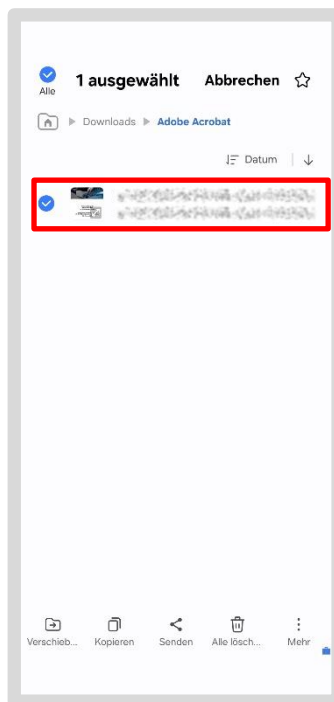 1 ausgewählt Abbrechen
Alle
Downloads Adobe Acrobat
Datum
Verschieb... Kopieren Senden Alle lösch... Mehr